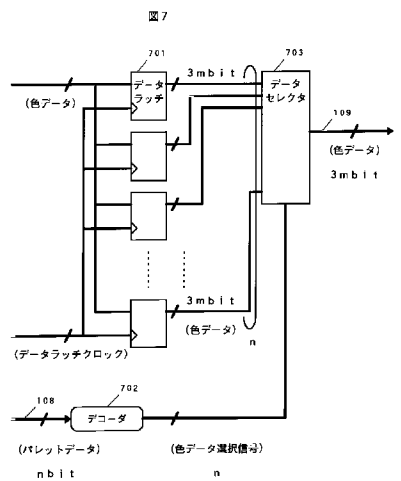 図7
701
データ
ラッチ
3mbit
703
データ
セレクタ
(色データ)
109
(色データ)
3mbit
3mbit
(色データ)
n
(データラッチクロック)
108
702
デコーダ
(パレットデータ)
(色データ選択信号)
nbit
n